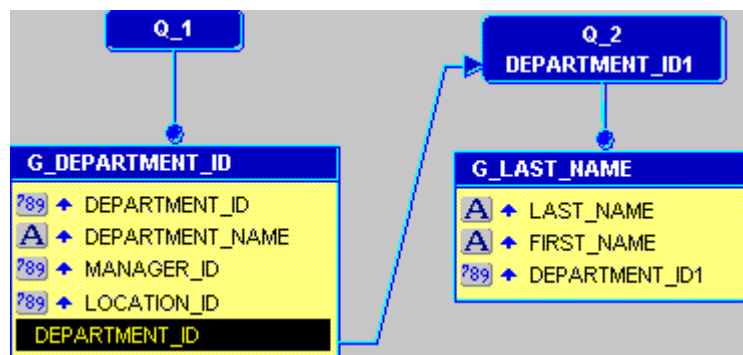 Q_1
G_DEPARTMENT_ID
789 DEPARTMENT_ID
A DEPARTMENT_NAME
789 MANAGER_ID
789 LOCATION_ID
DEPARTMENT_ID
Q_2
DEPARTMENT_ID1
G_LAST_NAME
A LAST_NAME
A FIRST_NAME
789 DEPARTMENT_ID1